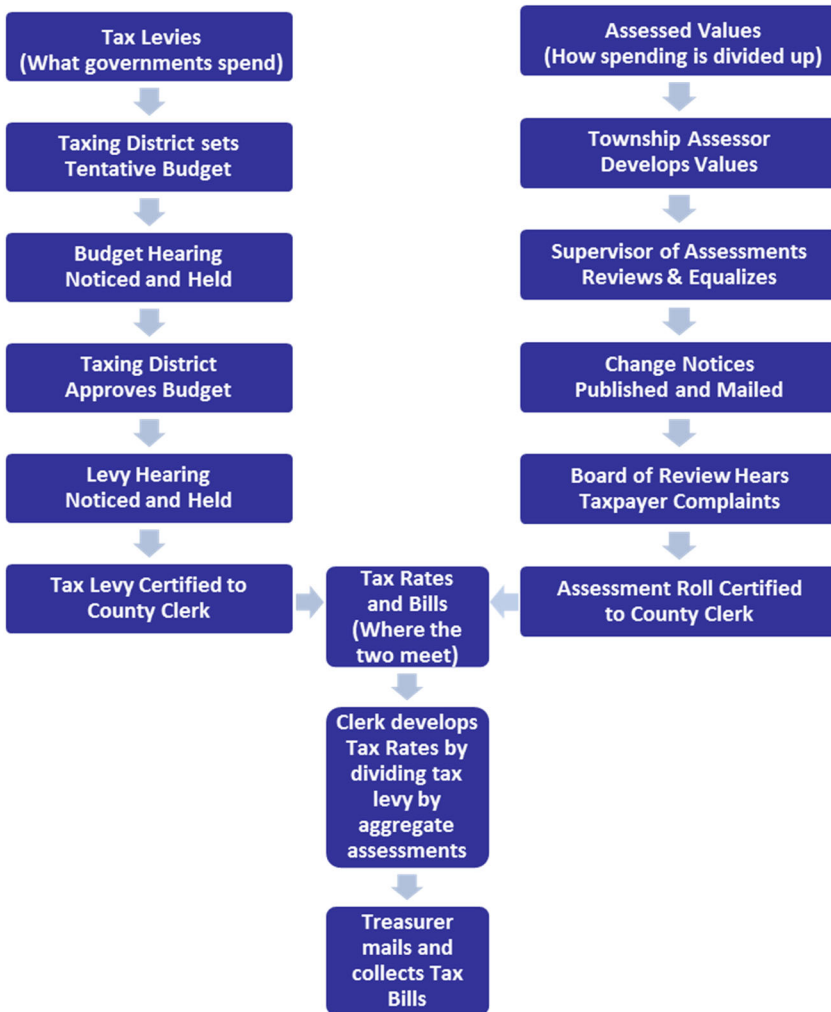 Tax Levies
(What governments spend)
Taxing District sets
Tentative Budget
Budget Hearing
Noticed and Held
Taxing District
Approves Budget
Levy Hearing
Noticed and Held
Tax Levy Certified to
County Clerk
Assessed Values
(How spending is divided up)
Township Assessor
Develops Values
Supervisor of Assessments
Reviews & Equalizes
Change Notices
Published and Mailed
Board of Review Hears
Taxpayer Complaints
Assessment Roll Certified
to County Clerk
Tax Rates
and Bills
(Where the
two meet)
Clerk develops
Tax Rates by
dividing tax
levy by
aggregate
assessments
Treasurer
mails and
collects Tax
Bills